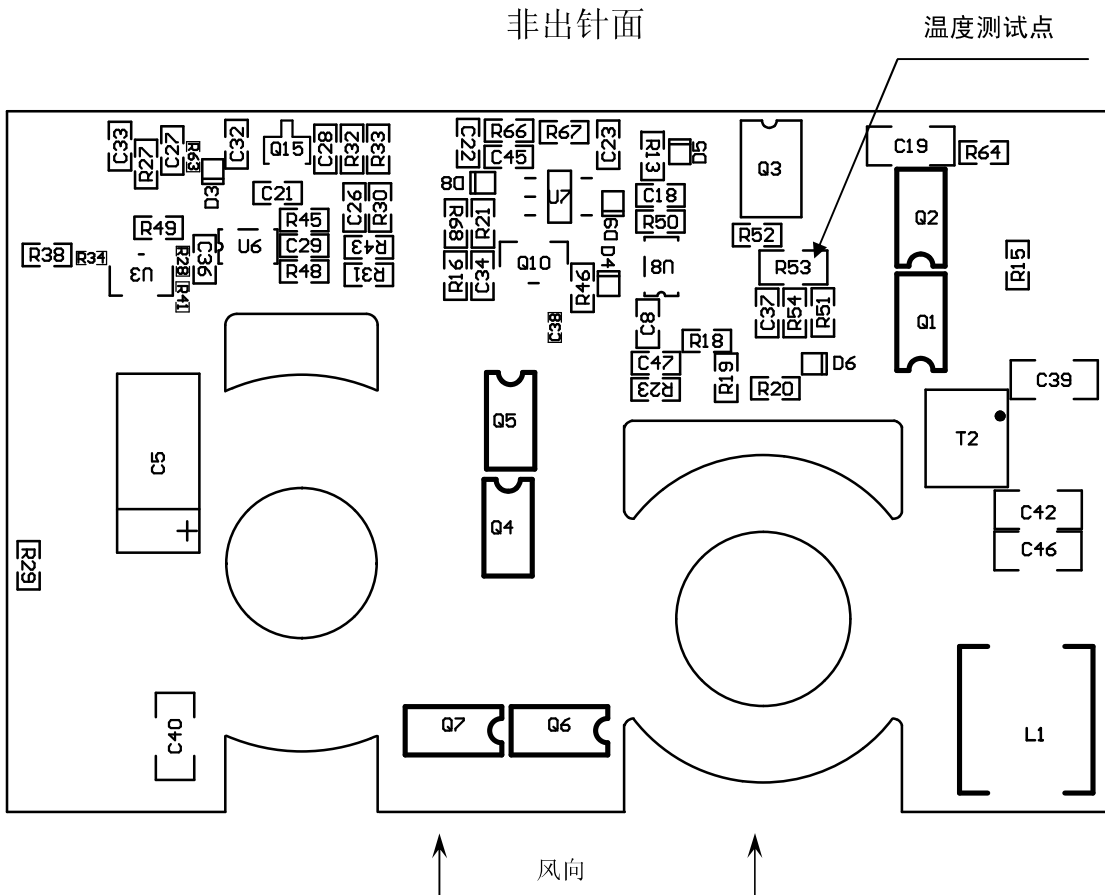 非出针面
温度测试点
C33
R27
C27
R63
D3
C32
Q15
C28
R32
R33
C21
C26
R30
R45
C29
R48
R43
R31
R49
R38
R34
U3
R28
R41
C36
U6
C22
R66
R67
C45
C23
D8
U7
D9
D4
R68
R21
R16
C34
Q10
R46
C38
R13
D5
C18
R50
U8
C8
C47
R23
R18
R19
R20
D6
Q3
R52
R53
C37
R54
R51
C19
R64
Q2
Q1
R15
C39
T2
C42
C46
C5
+
R29
Q5
Q4
C40
Q7
Q6
L1
风向